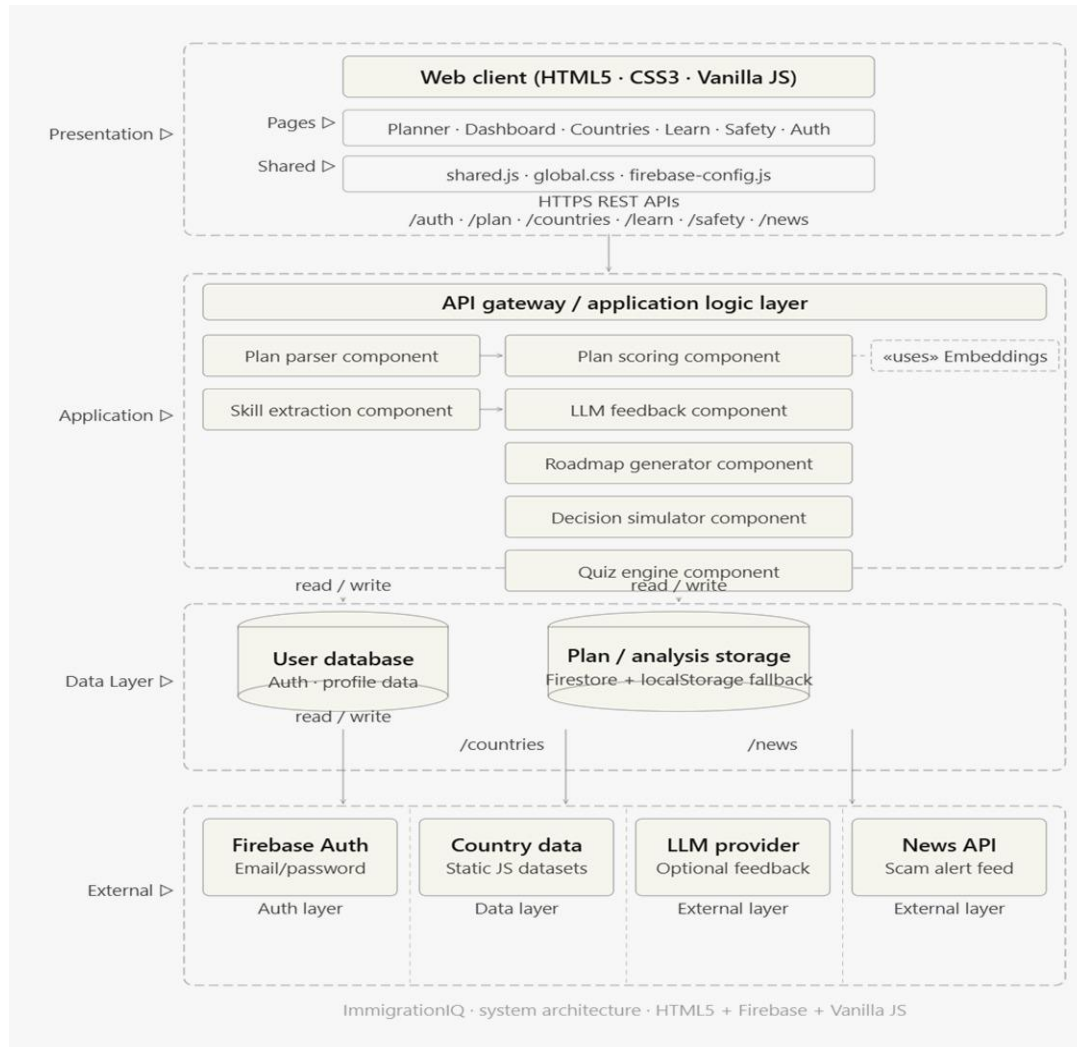 Web client (HTML5 · CSS3 · Vanilla JS)
Presentation ▷
Pages ▷
Planner · Dashboard · Countries · Learn · Safety · Auth
Shared ▷
shared.js · global.css · firebase-config.js
HTTPS REST APIs
/auth · /plan · /countries · /learn · /safety · /news
API gateway / application logic layer
Plan parser component
Plan scoring component
«uses» Embeddings
Application ▷
Skill extraction component
LLM feedback component
Roadmap generator component
Decision simulator component
Quiz engine component
read / write
read / write
Data Layer ▷
User database
Auth · profile data
Plan / analysis storage
Firestore + localStorage fallback
read / write
/countries
/news
External ▷
Firebase Auth
Email/password
Auth layer
Country data
Static JS datasets
Data layer
LLM provider
Optional feedback
External layer
News API
Scam alert feed
External layer
ImmigrationIQ · system architecture · HTML5 + Firebase + Vanilla JS